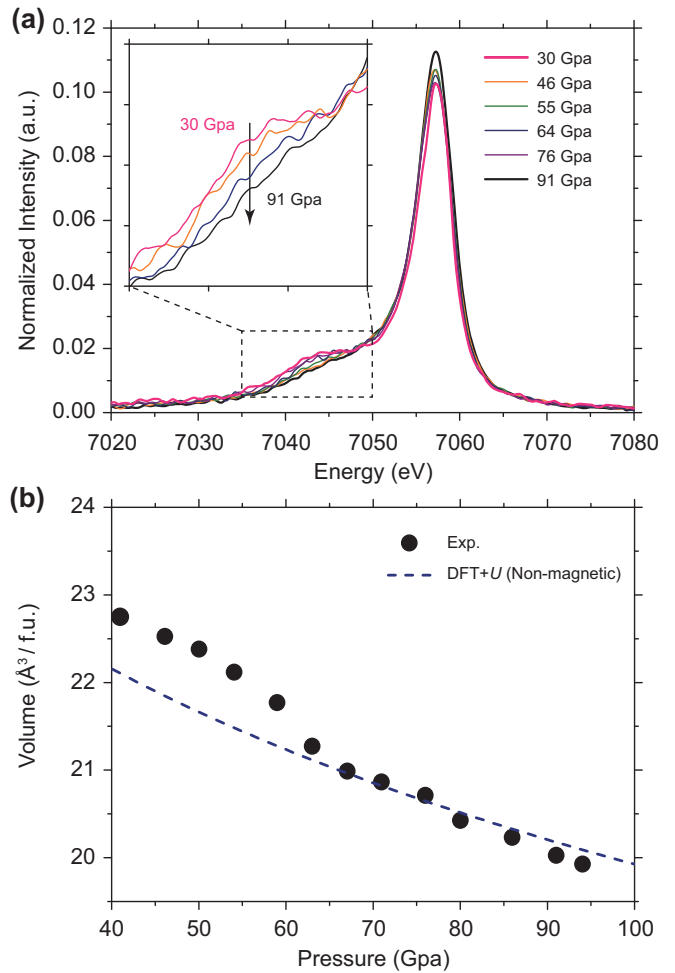 (a)
0.12
0.10
0.08
0.06
0.04
0.02
0.00
Normalized Intensity (a.u.)
30 Gpa
91 Gpa
30 Gpa
46 Gpa
55 Gpa
64 Gpa
76 Gpa
91 Gpa
7020 7030 7040 7050 7060 7070 7080
Energy (eV)
(b)
24
23
22
21
20
Volume (Å³ / f.u.)
Exp.
DFT+U (Non-magnetic)
40 50 60 70 80 90 100
Pressure (Gpa)